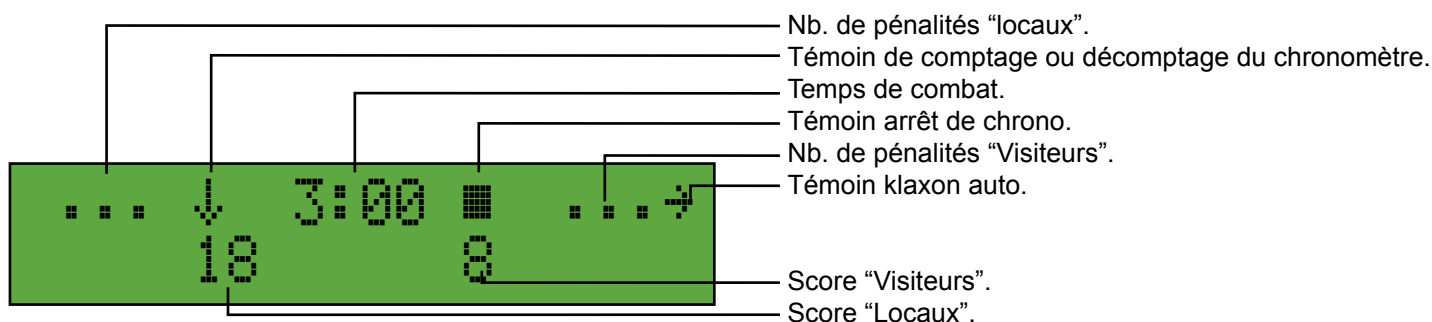 Nb. de pénalités “locaux”.
Témoin de comptage ou décomptage du chronomètre.
Temps de combat.
Témoin arrêt de chrono.
Nb. de pénalités “Visiteurs”.
Témoin klaxon auto.
... ↓ 3:00 ■ ...→
18 8
Score “Visiteurs”.
Score “Locaux”.